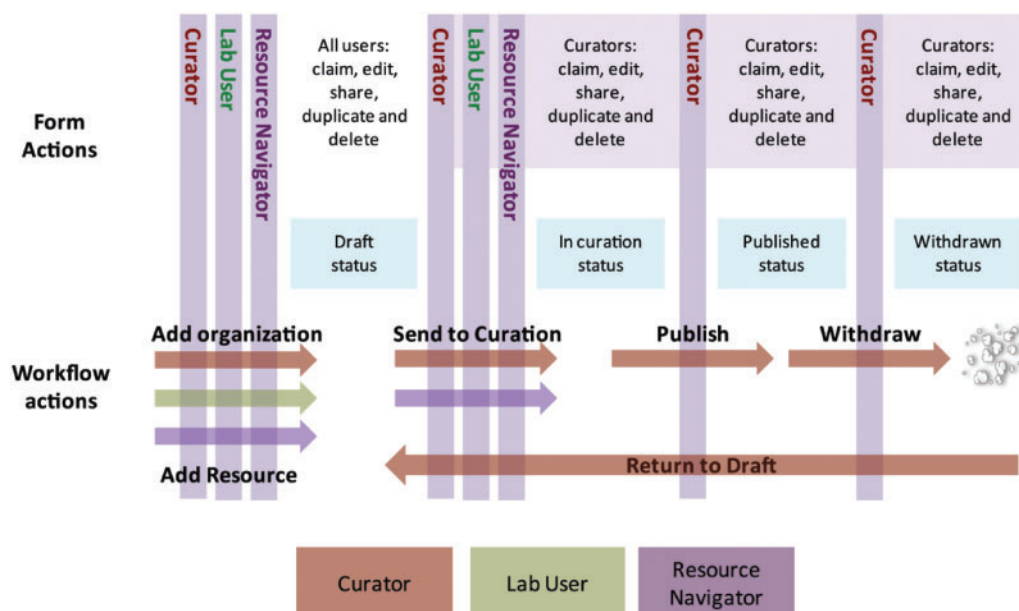 Form
Actions
Curator
Lab User
Resource Navigator
All users:
claim, edit,
share,
duplicate and
delete
Curator
Lab User
Resource Navigator
Curators:
claim, edit,
share,
duplicate and
delete
Curator
Curators:
claim, edit,
share,
duplicate and
delete
Curator
Curators:
claim, edit,
share,
duplicate and
delete
Draft
status
In curation
status
Published
status
Withdrawn
status
Workflow
actions
Add organization
Send to Curation
Publish
Withdraw
Add Resource
Return to Draft
Curator
Lab User
Resource
Navigator